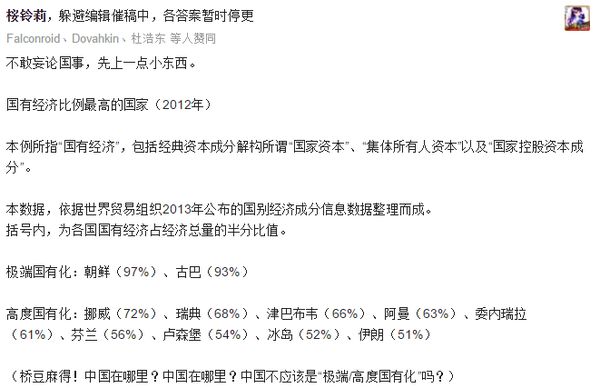 桜铃莉，躲避编辑催稿中，各答案暂时停更
Falconroid、Dovahkin、杜浩东 等人赞同
不敢妄论国事，先上一点小东西。
国有经济比例最高的国家（2012年）
本例所指“国有经济”，包括经典资本成分解构所谓“国家资本”、“集体所有人资本”以及“国家控股资本成
分”。
本数据，依据世界贸易组织2013年公布的国别经济成分信息数据整理而成。
括号内，为各国国有经济占经济总量的半分比值。
极端国有化：朝鲜（97%）、古巴（93%）
高度国有化：挪威（72%）、瑞典（68%）、津巴布韦（66%）、阿曼（63%）、委内瑞拉
（61%）、芬兰（56%）、卢森堡（54%）、冰岛（52%）、伊朗（51%）
（桥豆麻得！中国在哪里？中国在哪里？中国不应该是“极端/高度国有化”吗？）